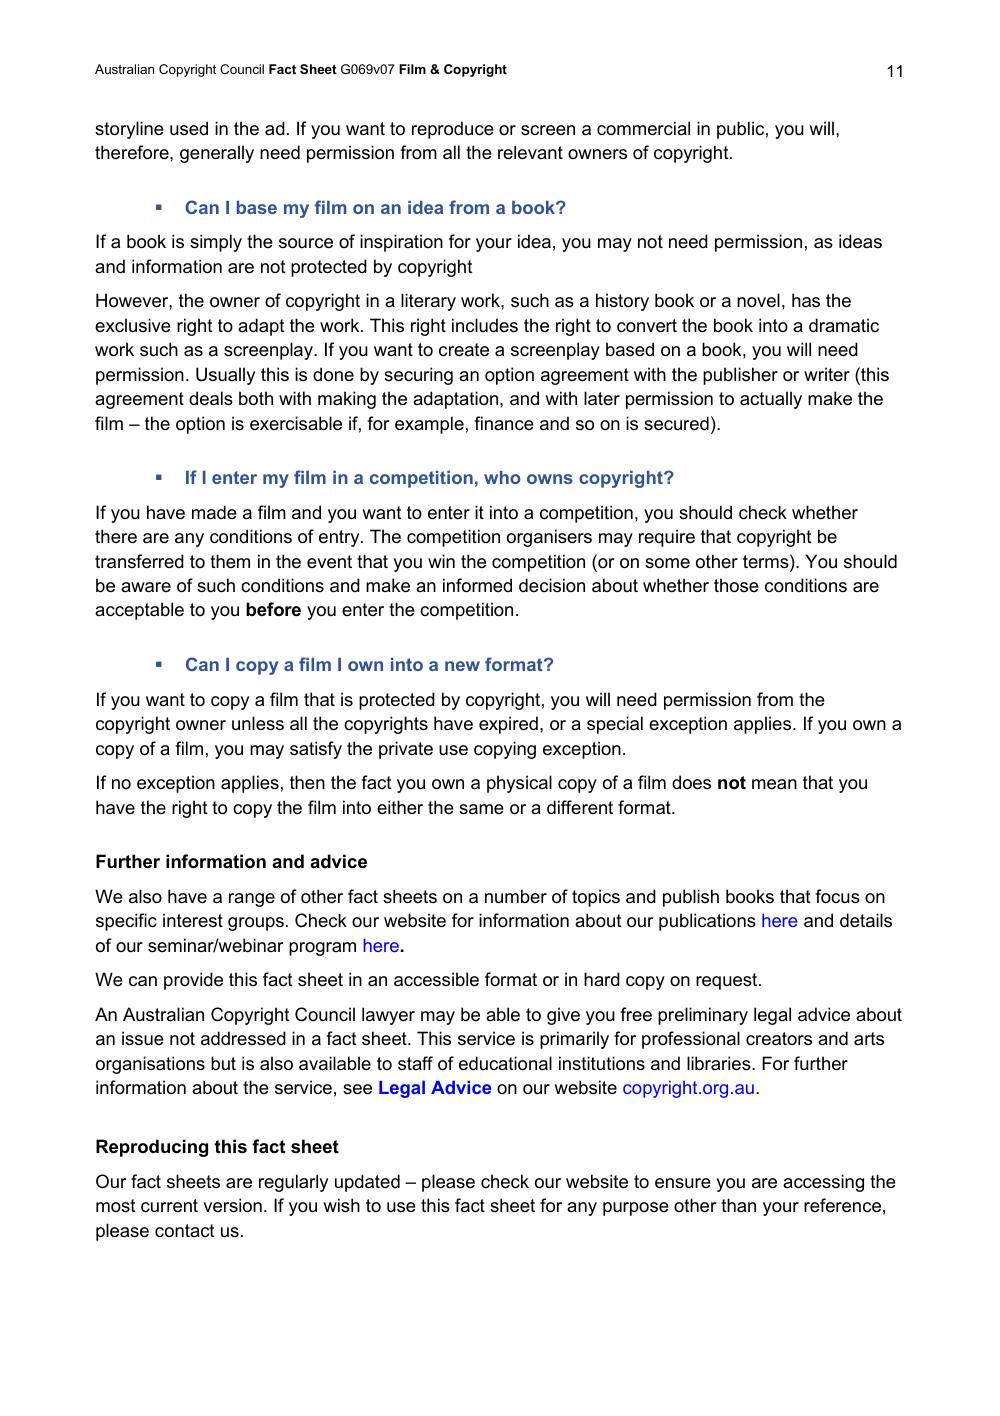 Australian Copyright Council Fact Sheet G069v07 Film & Copyright 11
storyline used in the ad. If you want to reproduce or screen a commercial in public, you will,
therefore, generally need permission from all the relevant owners of copyright.
▪ Can I base my film on an idea from a book?
If a book is simply the source of inspiration for your idea, you may not need permission, as ideas
and information are not protected by copyright
However, the owner of copyright in a literary work, such as a history book or a novel, has the
exclusive right to adapt the work. This right includes the right to convert the book into a dramatic
work such as a screenplay. If you want to create a screenplay based on a book, you will need
permission. Usually this is done by securing an option agreement with the publisher or writer (this
agreement deals both with making the adaptation, and with later permission to actually make the
film – the option is exercisable if, for example, finance and so on is secured).
▪ If I enter my film in a competition, who owns copyright?
If you have made a film and you want to enter it into a competition, you should check whether
there are any conditions of entry. The competition organisers may require that copyright be
transferred to them in the event that you win the competition (or on some other terms). You should
be aware of such conditions and make an informed decision about whether those conditions are
acceptable to you before you enter the competition.
▪ Can I copy a film I own into a new format?
If you want to copy a film that is protected by copyright, you will need permission from the
copyright owner unless all the copyrights have expired, or a special exception applies. If you own a
copy of a film, you may satisfy the private use copying exception.
If no exception applies, then the fact you own a physical copy of a film does not mean that you
have the right to copy the film into either the same or a different format.
Further information and advice
We also have a range of other fact sheets on a number of topics and publish books that focus on
specific interest groups. Check our website for information about our publications here and details
of our seminar/webinar program here.
We can provide this fact sheet in an accessible format or in hard copy on request.
An Australian Copyright Council lawyer may be able to give you free preliminary legal advice about
an issue not addressed in a fact sheet. This service is primarily for professional creators and arts
organisations but is also available to staff of educational institutions and libraries. For further
information about the service, see Legal Advice on our website copyright.org.au.
Reproducing this fact sheet
Our fact sheets are regularly updated – please check our website to ensure you are accessing the
most current version. If you wish to use this fact sheet for any purpose other than your reference,
please contact us.